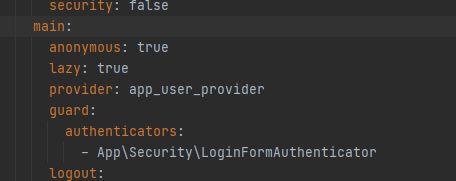 security: false
main:
anonymous: true
lazy: true
provider: app_user_provider
guard:
authenticators:
- App\Security\LoginFormAuthenticator
logout: